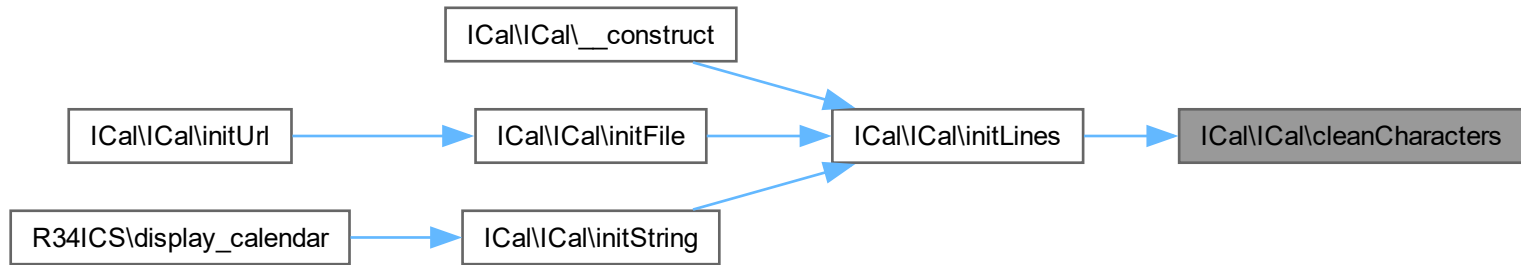 ICal\ICal\__construct
ICal\ICal\initUrl
ICal\ICal\initFile
ICal\ICal\initLines
ICal\ICal\cleanCharacters
R34ICS\display_calendar
ICal\ICal\initString